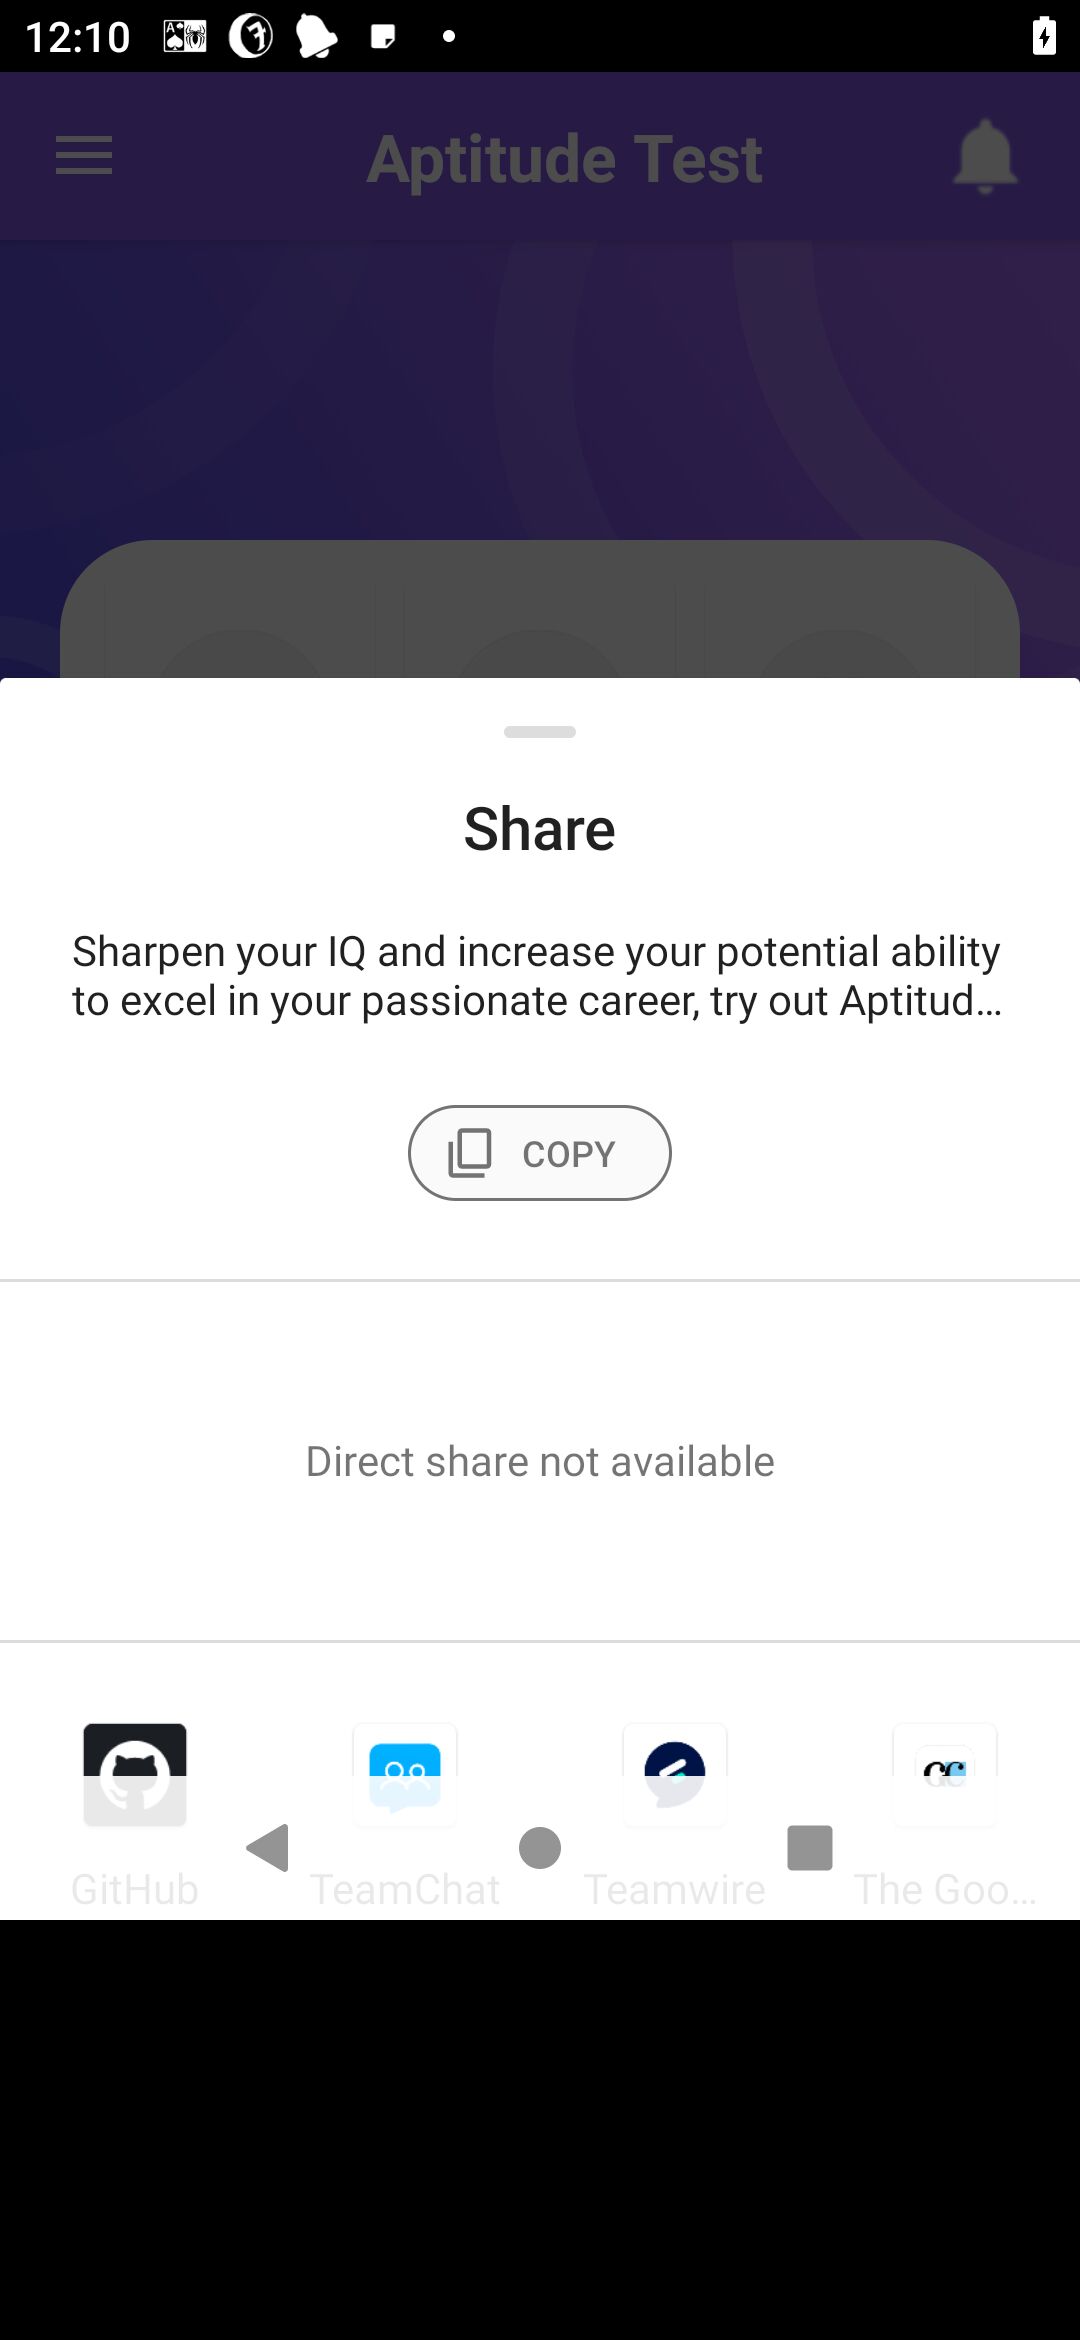 12:10
Aptitude Test
Share
Sharpen your IQ and increase your potential ability
to excel in your passionate career, try out Aptitud...
COPY
Direct share not available
GitHub
TeamChat
Teamwire
The Goo...